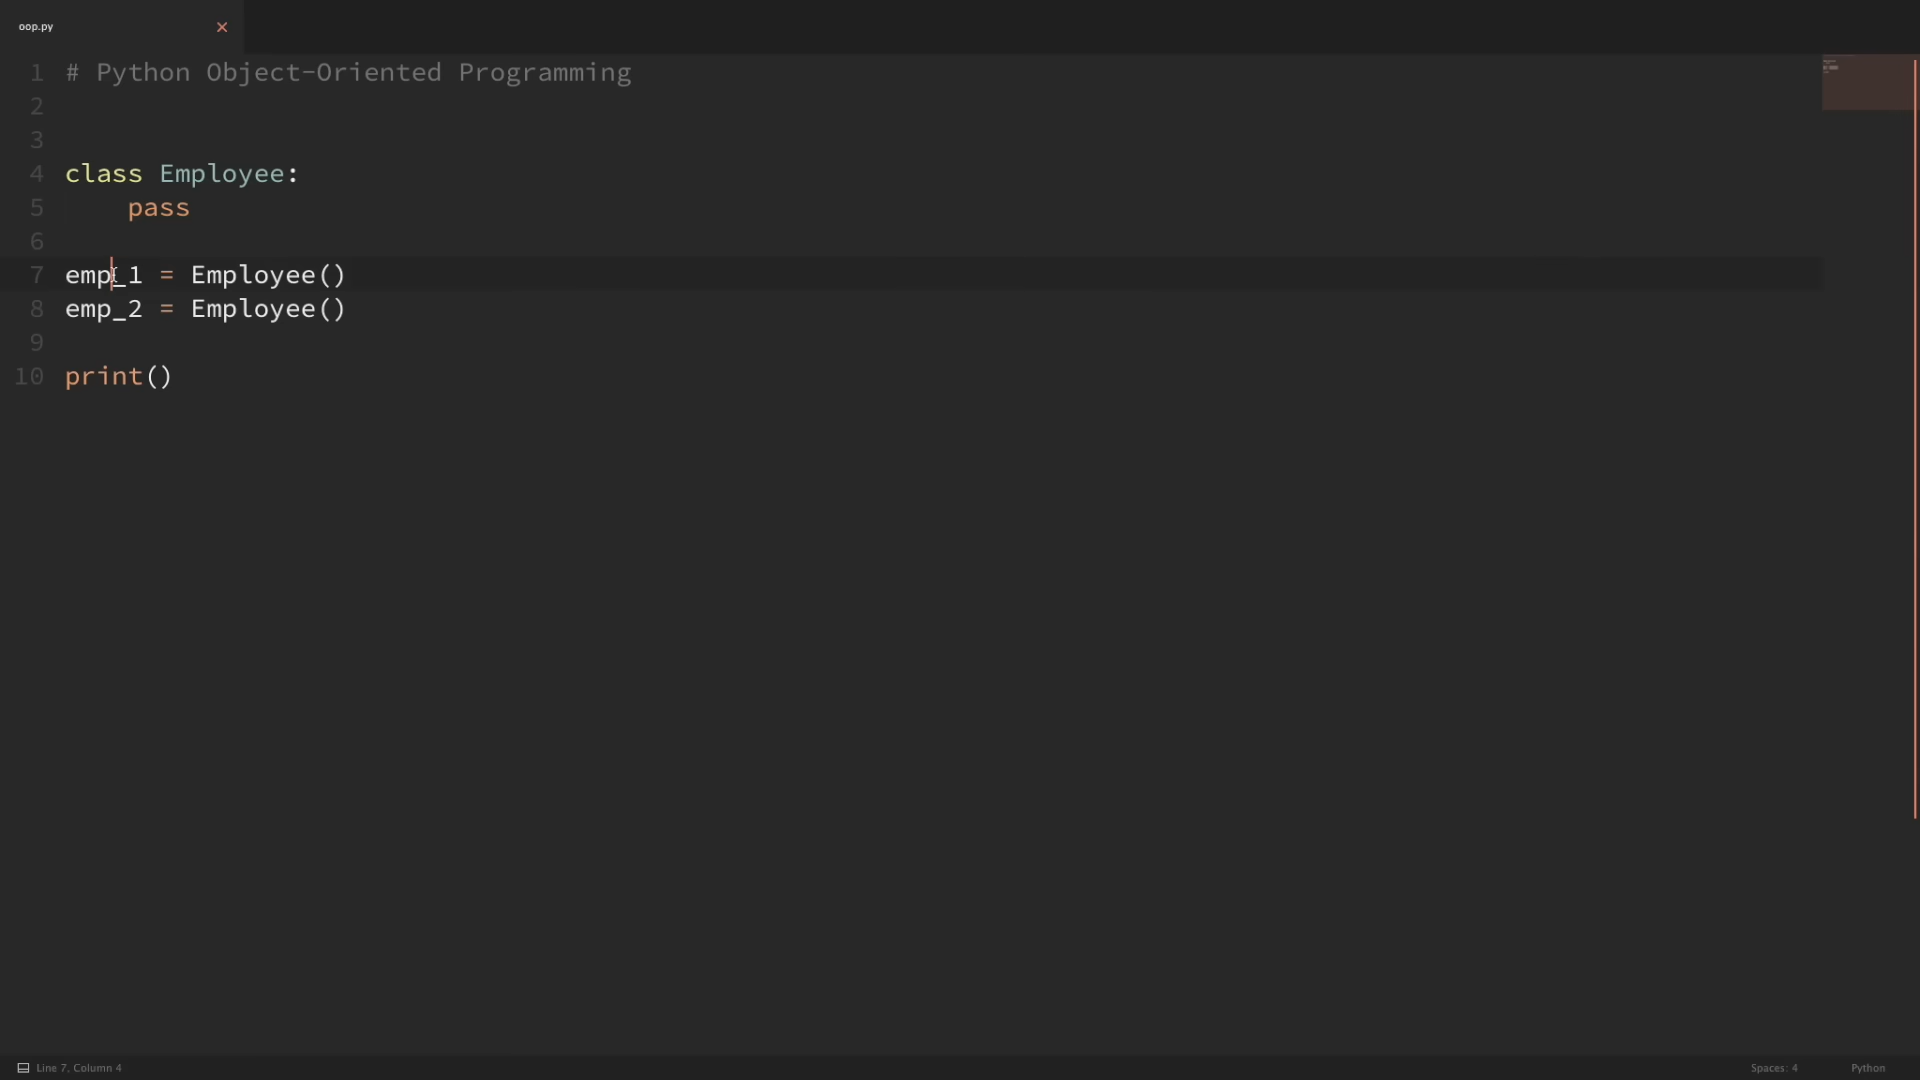 oop.py ×
1 # Python Object-Oriented Programming
2
3
4 class Employee:
5     pass
6
7 emp_1 = Employee()
8 emp_2 = Employee()
9
10 print()
Line 7, Column 4 Spaces: 4 Python